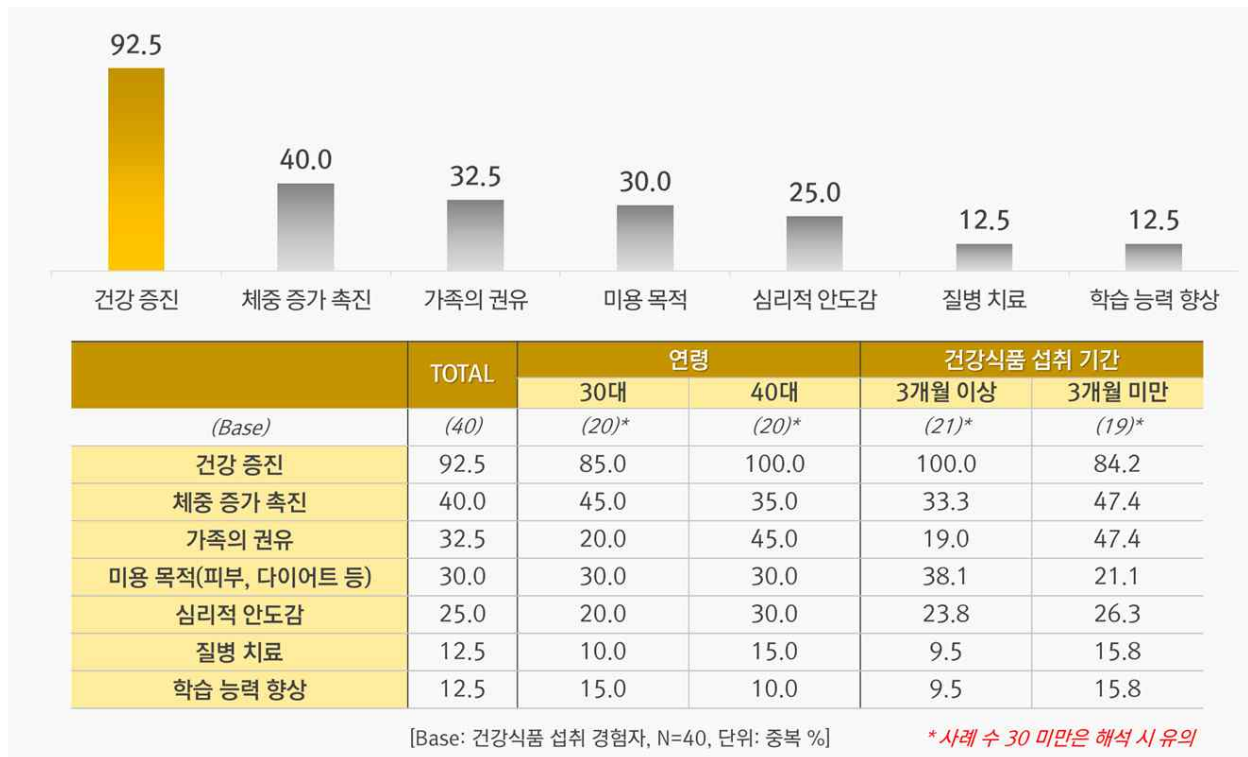 92.5
40.0
32.5
30.0
25.0
12.5
12.5
건강 증진
체중 증가 촉진
가족의 권유
미용 목적
심리적 안도감
질병 치료
학습 능력 향상
TOTAL 연령 건강식품 섭취 기간
30대 40대 3개월 이상 3개월 미만
(Base) (40) (20)* (20)* (21)* (19)*
건강 증진 92.5 85.0 100.0 100.0 84.2
체중 증가 촉진 40.0 45.0 35.0 33.3 47.4
가족의 권유 32.5 20.0 45.0 19.0 47.4
미용 목적(피부, 다이어트 등) 30.0 30.0 30.0 38.1 21.1
심리적 안도감 25.0 20.0 30.0 23.8 26.3
질병 치료 12.5 10.0 15.0 9.5 15.8
학습 능력 향상 12.5 15.0 10.0 9.5 15.8
[Base: 건강식품 섭취 경험자, N=40, 단위: 중복 %] * 사례 수 30 미만은 해석 시 유의